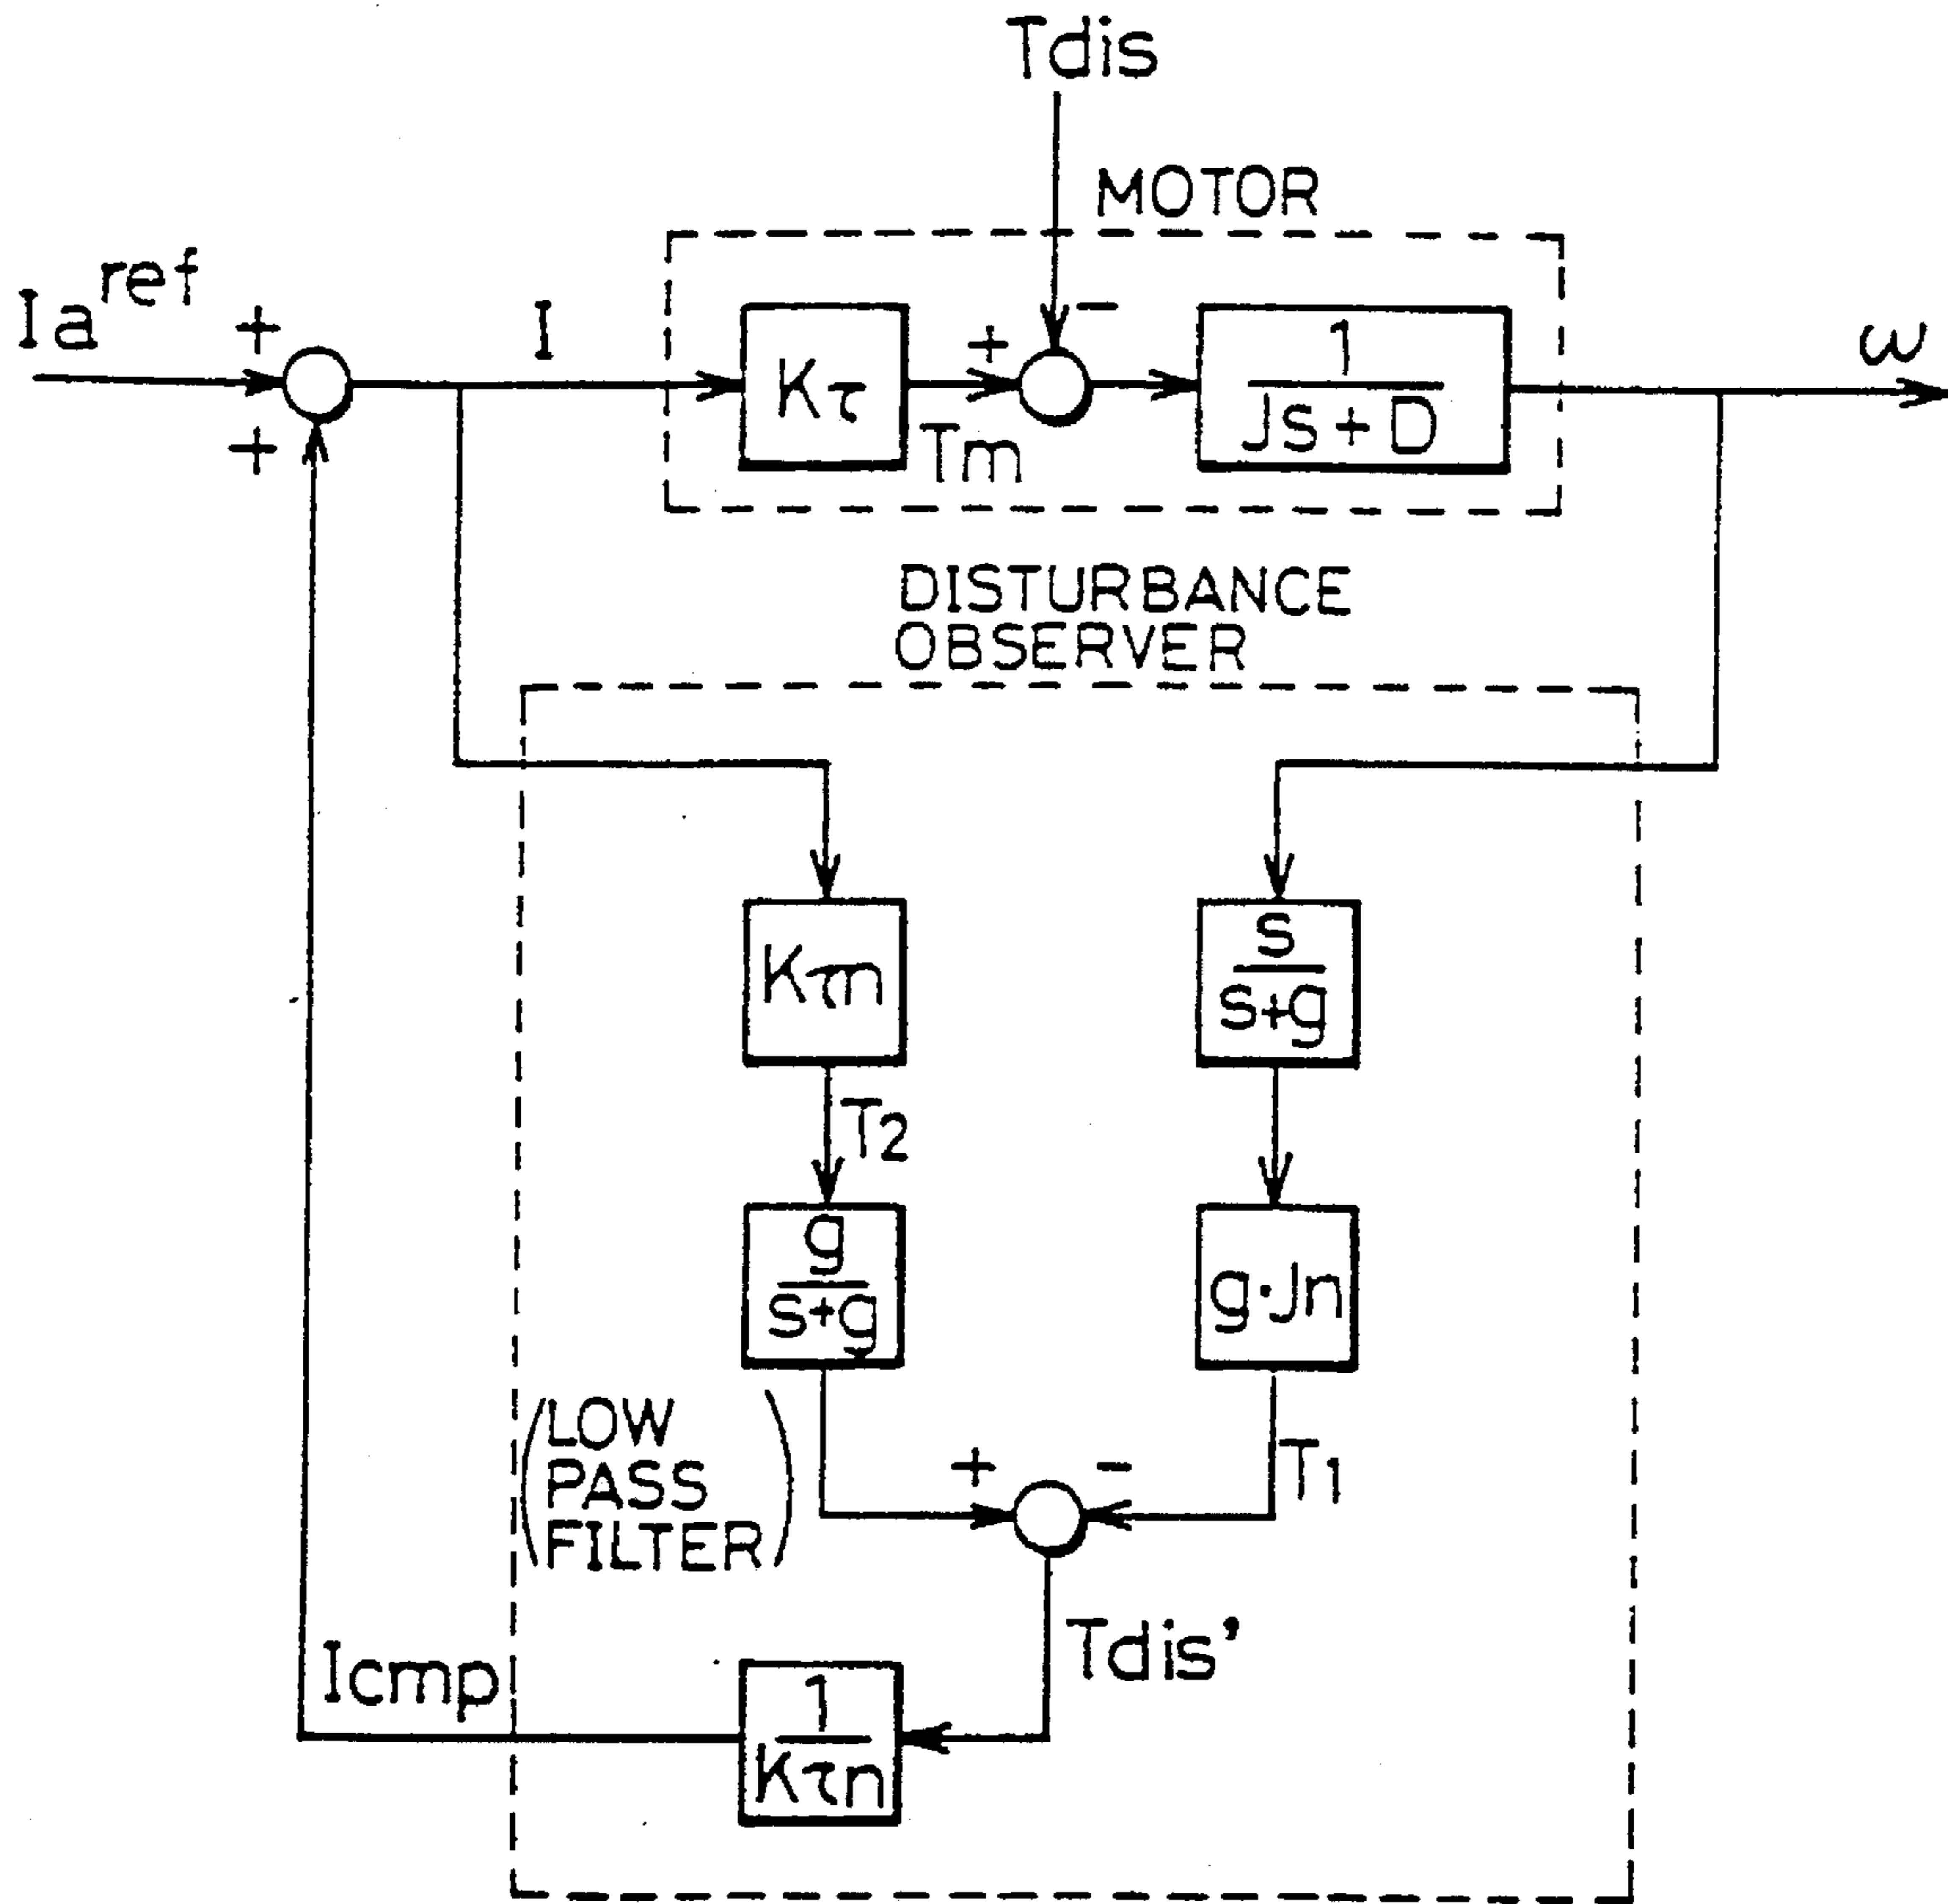 Tdis
MOTOR
Ia^ref
+
+
I
Kτ
+
Tm
-
1
Js+D
ω
DISTURBANCE
OBSERVER
Kτn
s
s+g
T2
g
s+g
g·Jn
(LOW
PASS
FILTER)
+
-
T1
Tdis'
Icmp
1
Kτn